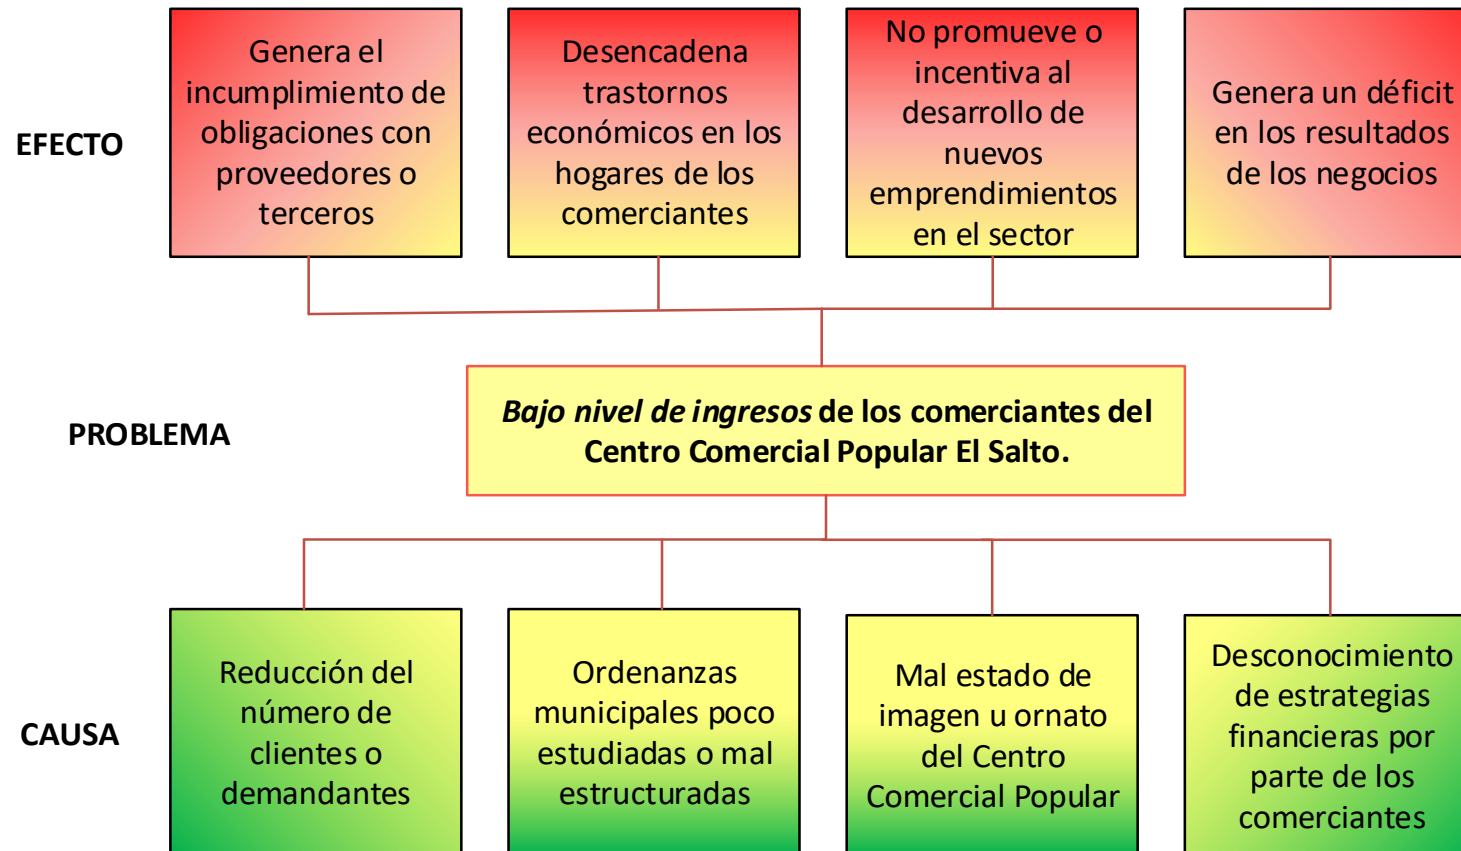 EFECTO
Genera el
incumplimiento de
obligaciones con
proveedores o
terceros
Desencadena
trastornos
económicos en los
hogares de los
comerciantes
No promueve o
incentiva al
desarrollo de
nuevos
emprendimientos
en el sector
Genera un déficit
en los resultados
de los negocios
PROBLEMA
Bajo nivel de ingresos de los comerciantes del
Centro Comercial Popular El Salto.
CAUSA
Reducción del
número de
clientes o
demandantes
Ordenanzas
municipales poco
estudiadas o mal
estructuradas
Mal estado de
imagen u ornato
del Centro
Comercial Popular
Desconocimiento
de estrategias
financieras por
parte de los
comerciantes